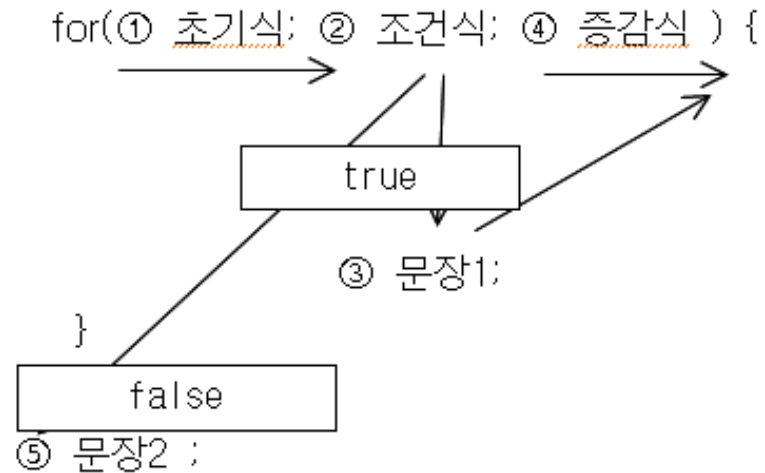 for(① 초기식; ② 조건식; ④ 증감식 ) {
true
③ 문장1;
}
false
⑤ 문장2 ;